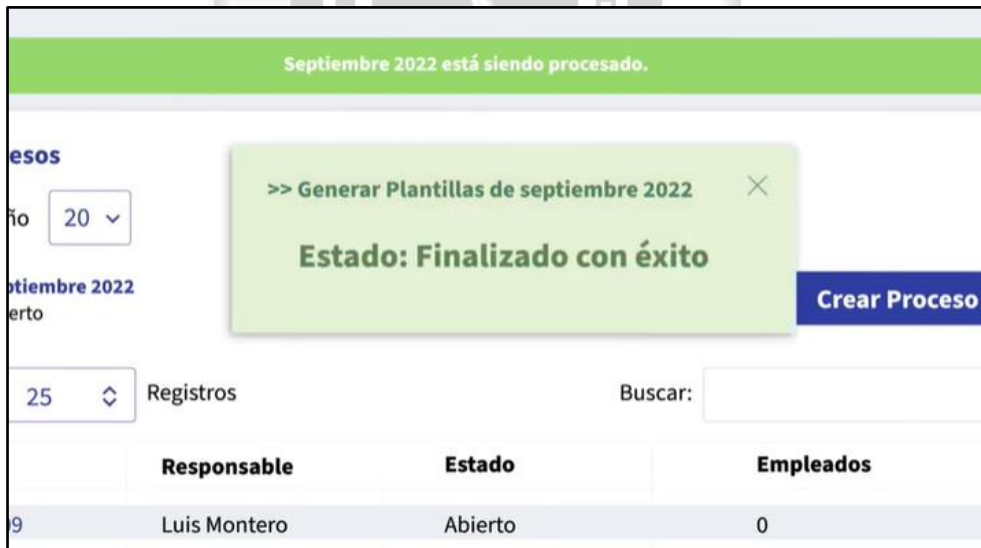 Septiembre 2022 está siendo procesado.
esos
>> Generar Plantillas de septiembre 2022
ño 20
Estado: Finalizado con éxito
tiembre 2022
erto
Crear Proceso
25 Registros Buscar:
Responsable Estado Empleados
9 Luis Montero Abierto 0